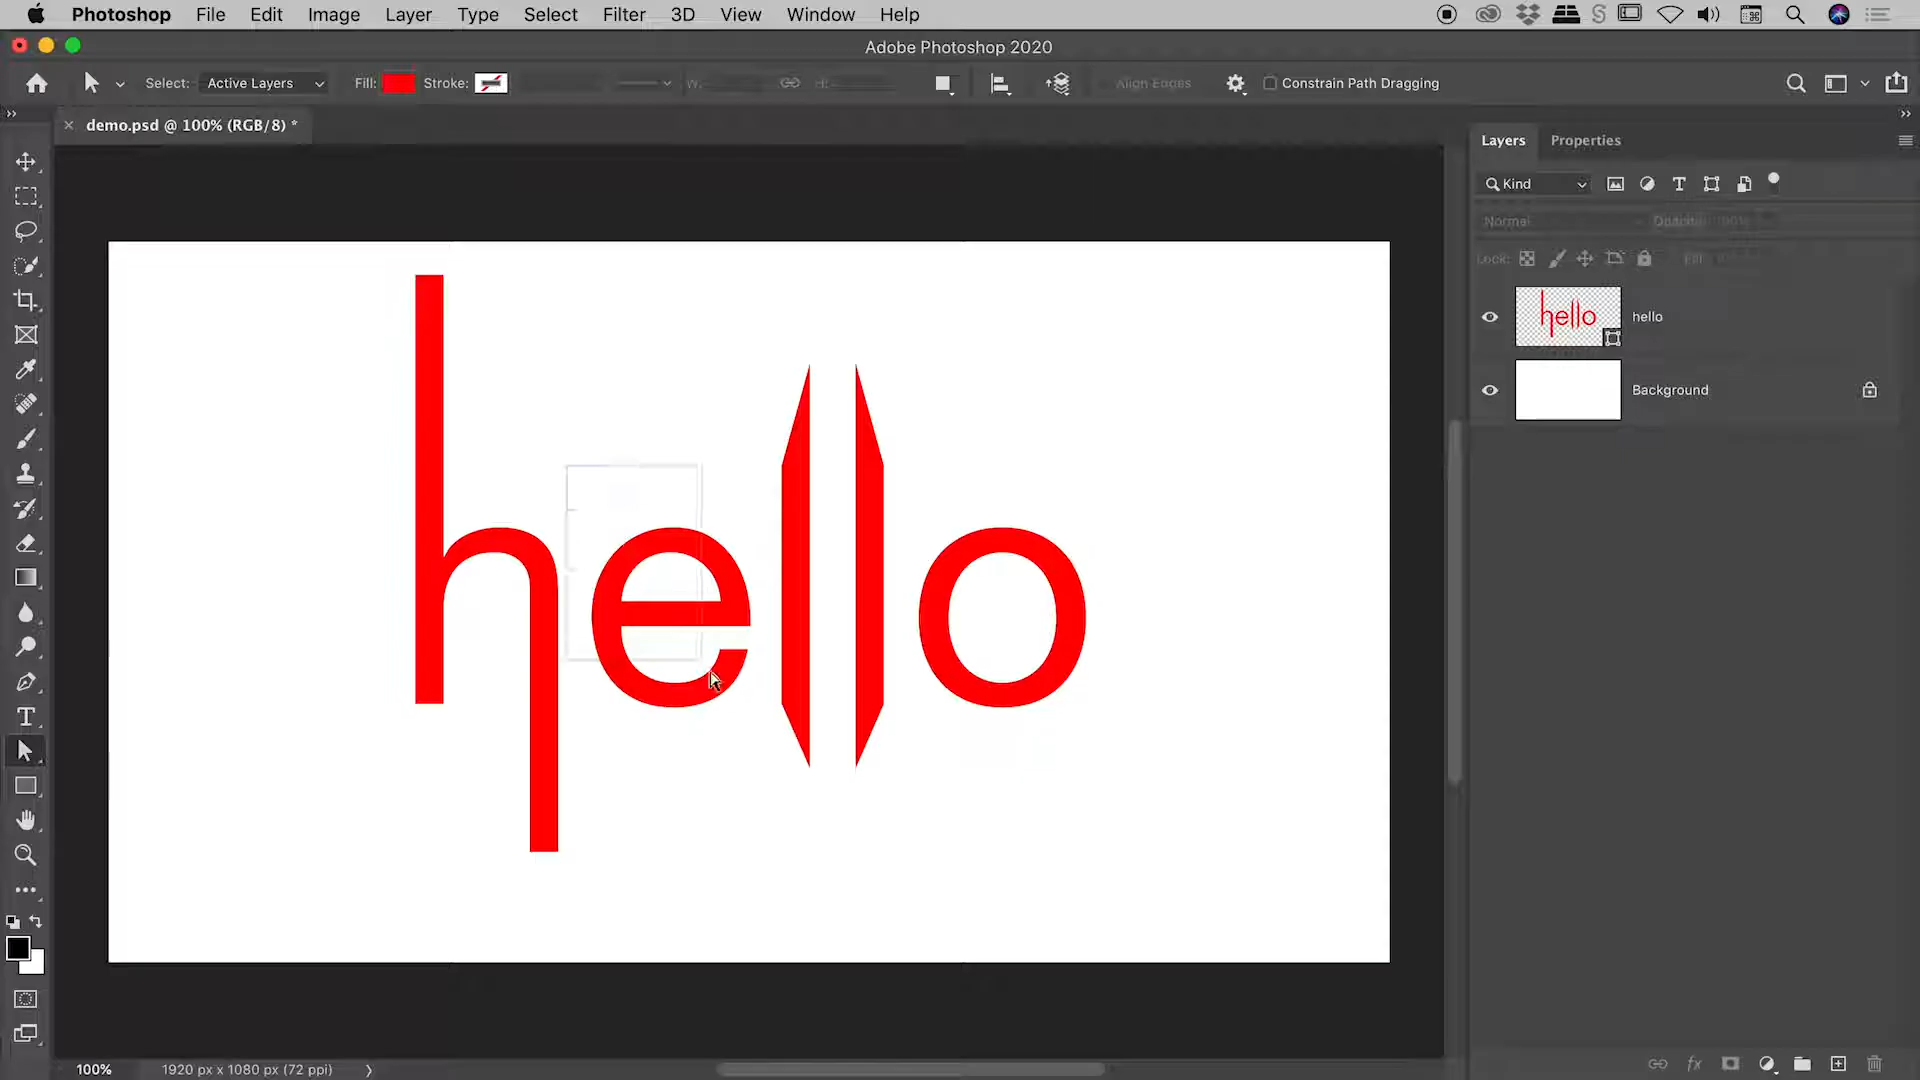 Photoshop File Edit Image Layer Type Select Filter 3D View Window Help
Adobe Photoshop 2020
Select: Active Layers Fill: Stroke: W: H: Align Edges Constrain Path Dragging
demo.psd @ 100% (RGB/8) *
Layers Properties
Kind
Normal Opacity: 100%
Lock: Fill:
hello
hello
Background
hello
100% 1920 px x 1080 px (72 ppi)